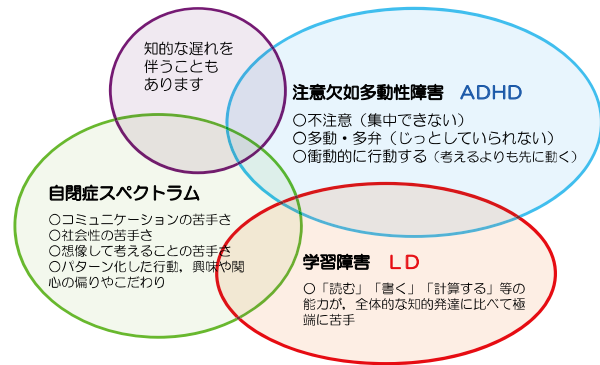 知的な遅れを
伴うことも
あります
注意欠如多動性障害 ADHD
○不注意（集中できない）
○多動・多弁（じっとしていられない）
○衝動的に行動する（考えるよりも先に動く）
自閉症スペクトラム
○コミュニケーションの苦手さ
○社会性の苦手さ
○想像して考えることの苦手さ
○パターン化した行動，興味や関
心の偏りやこだわり
学習障害 LD
○「読む」「書く」「計算する」等の
能力が，全体的な知的発達に比べて極
端に苦手